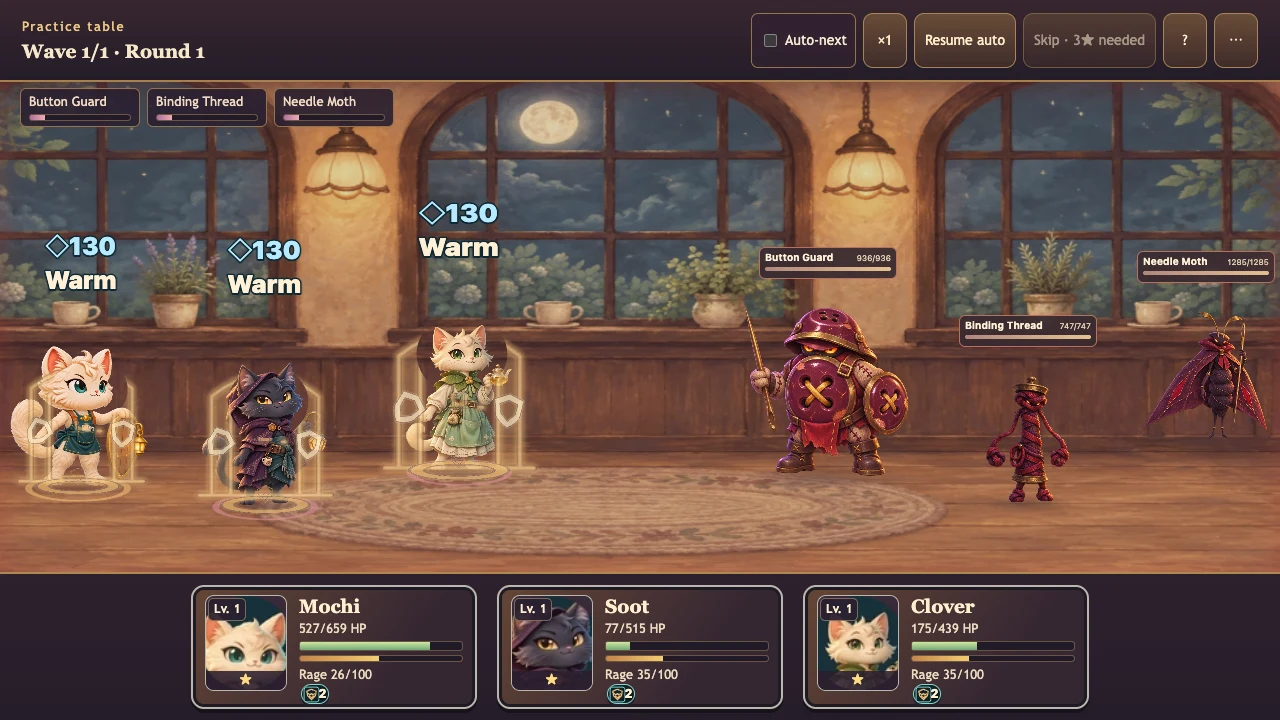 Practice table
Wave 1/1 · Round 1
Auto-next
×1
Resume auto
Skip · 3★ needed
?
···
Button Guard
Binding Thread
Needle Moth
◇130
Warm
◇130
Warm
◇130
Warm
Button Guard 936/936
Binding Thread 747/747
Needle Moth 1285/1285
Lv. 1
Mochi
527/659 HP
Rage 26/100
2
Lv. 1
Soot
77/515 HP
Rage 35/100
2
Lv. 1
Clover
175/439 HP
Rage 35/100
2